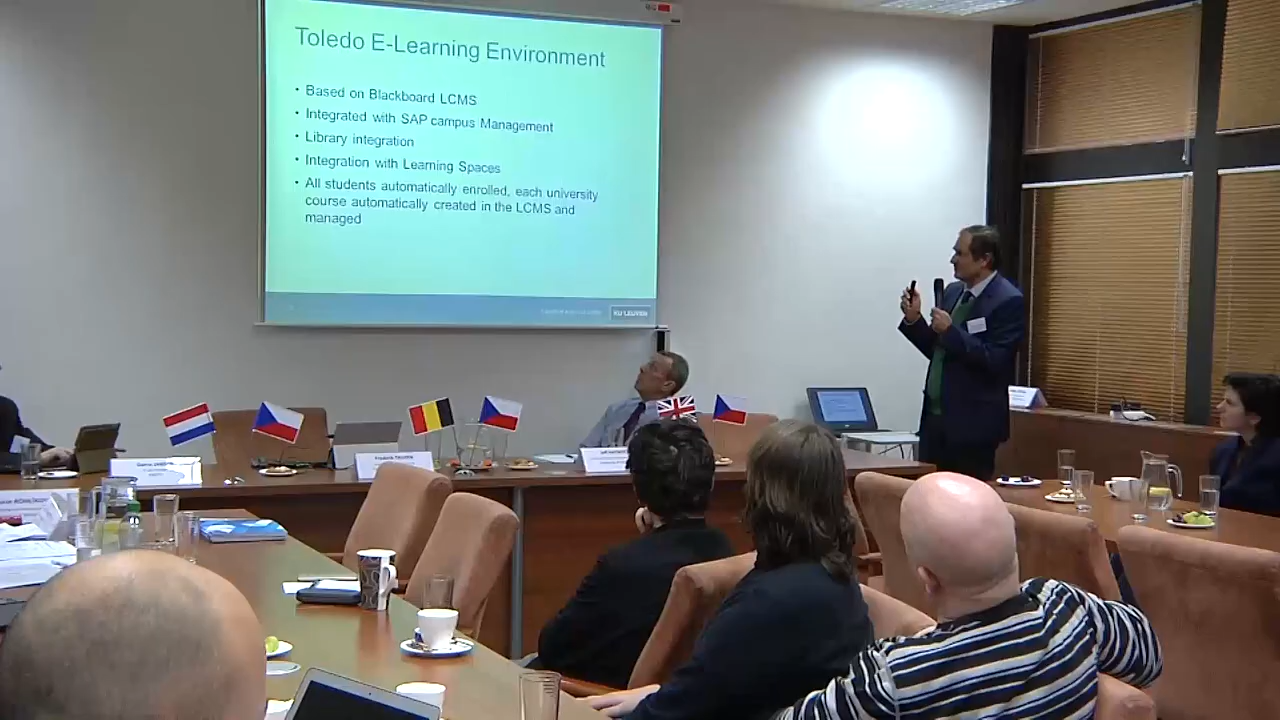 Toledo E-Learning Environment
• Based on Blackboard LCMS
• Integrated with SAP campus Management
• Library integration
• Integration with Learning Spaces
• All students automatically enrolled, each university
course automatically created in the LCMS and
managed
KU LEUVEN